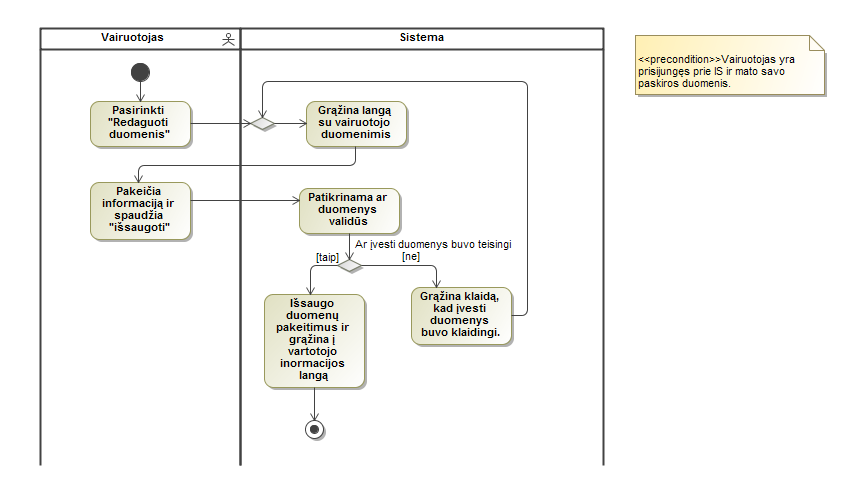 Vairuotojas
Sistema
<<precondition>>Vairuotojas yra
prisijungęs prie IS ir mato savo
paskiros duomenis.
Pasirinkti
"Redaguoti
duomenis"
Grąžina langą
su vairuotojo
duomenimis
Pakeičia
informaciją ir
spaudžia
"išsaugoti"
Patikrinama ar
duomenys
validūs
Ar įvesti duomenys buvo teisingi
[taip]
[ne]
Išsaugo
duomenų
pakeitimus ir
grąžina į
vartotojo
inormacijos
langą
Grąžina klaidą,
kad įvesti
duomenys
buvo klaidingi.